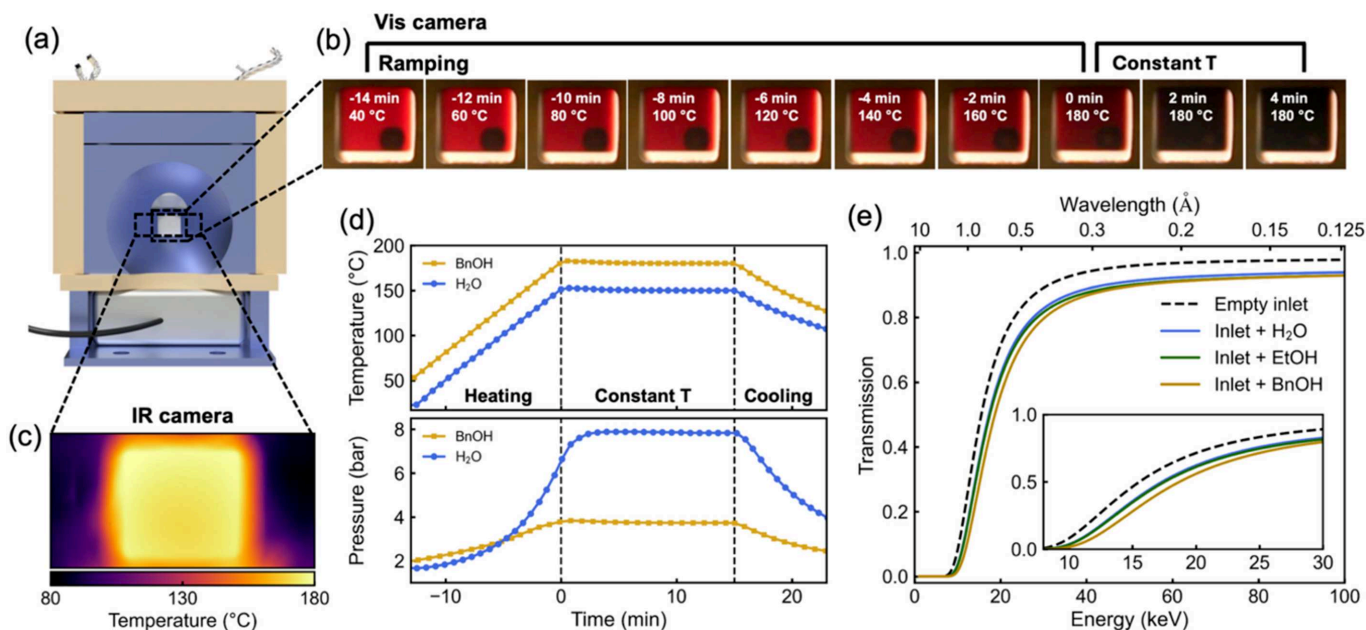 (a)
(b)
Vis camera
Ramping
Constant T
-14 min
40 °C
-12 min
60 °C
-10 min
80 °C
-8 min
100 °C
-6 min
120 °C
-4 min
140 °C
-2 min
160 °C
0 min
180 °C
2 min
180 °C
4 min
180 °C
(c)
IR camera
80
130
180
Temperature (°C)
(d)
200
150
100
50
Temperature (°C)
BnOH
H₂O
Heating
Constant T
Cooling
8
6
4
2
Pressure (bar)
BnOH
H₂O
−10
0
10
20
Time (min)
(e)
Wavelength (Å)
10
1.0
0.5
0.3
0.2
0.15
0.125
1.0
0.8
0.6
0.4
0.2
0.0
Transmission
Empty inlet
Inlet + H₂O
Inlet + EtOH
Inlet + BnOH
1.0
0.5
0.0
10
15
20
25
30
0
20
40
60
80
100
Energy (keV)